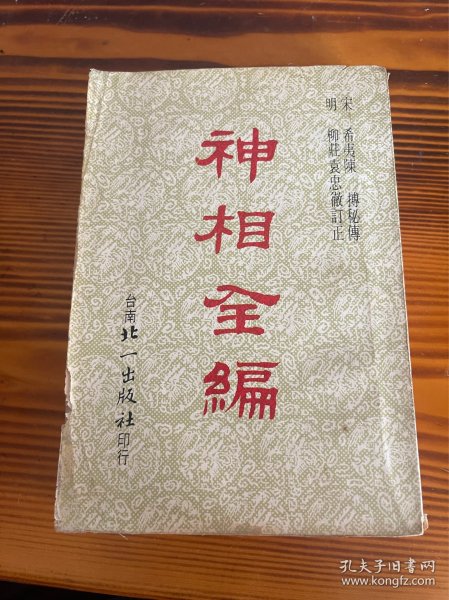 宋 希夷陳 摶秘傳
明 柳莊袁忠徹訂正
神相全編
台南北一出版社印行
孔夫子旧书网
www.kongfz.com